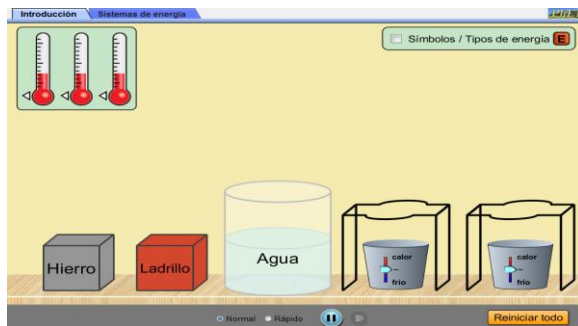 Introducción
Sistemas de energía
Símbolos / Tipos de energía E
Hierro
Ladrillo
Agua
calor
frío
calor
frío
Normal
Rápido
Reiniciar todo